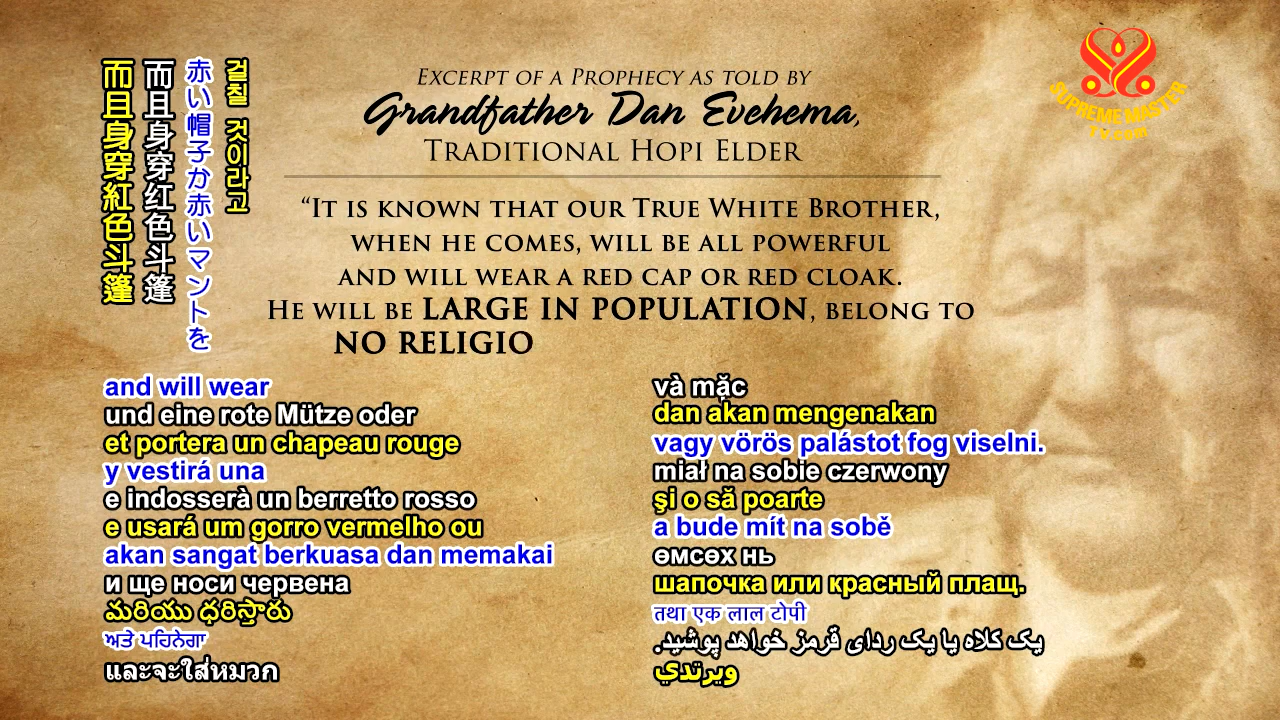 걸칠 것이라고
赤い帽子か赤いマントを
而且身穿红色斗篷
而且身穿紅色斗篷
Excerpt of a Prophecy as told by
Grandfather Dan Evehema,
Traditional Hopi Elder
SUPREME MASTER
TV.com
“It is known that our True White Brother,
when he comes, will be all powerful
and will wear a red cap or red cloak.
He will be LARGE IN POPULATION, belong to
NO RELIGIO
and will wear
und eine rote Mütze oder
et portera un chapeau rouge
y vestirá una
e indosserà un berretto rosso
e usará um gorro vermelho ou
akan sangat berkuasa dan memakai
и ще носи червена
మరియు ధరిస్తారు
ਅਤੇ ਪਹਿਨੇਗਾ
และจะใส่หมวก
và mặc
dan akan mengenakan
vagy vörös palástot fog viselni.
miał na sobie czerwony
şi o să poarte
a bude mít na sobě
өмсөх нь
шапочка или красный плащ.
तथा एक लाल टोपी
یک کلاه یا یک ردای قرمز خواهد پوشید.
ويرتدي